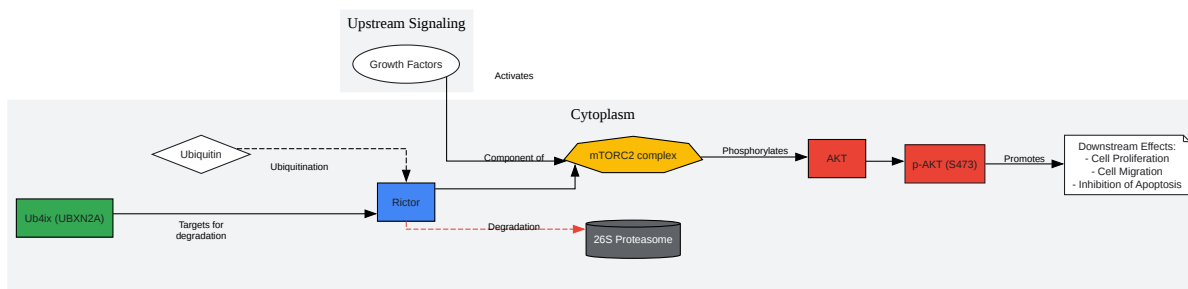 Upstream Signaling
Growth Factors
Activates
Cytoplasm
Ubiquitin
Ubiquitination
Component of
mTORC2 complex
Phosphorylates
AKT
p-AKT (S473)
Promotes
Downstream Effects:
- Cell Proliferation
- Cell Migration
- Inhibition of Apoptosis
Rictor
Ub4ix (UBXN2A)
Targets for
degradation
Degradation
26S Proteasome